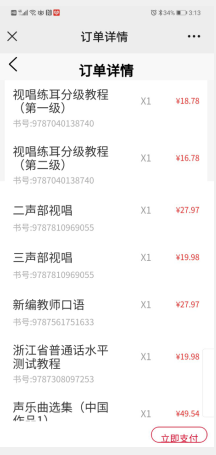 34% 3:13
订单详情
订单详情
视唱练耳分级教程
（第一级） X1 ¥18.78
书号:9787040138740
视唱练耳分级教程
（第二级） X1 ¥16.78
书号:9787040138740
二声部视唱 X1 ¥27.97
书号:9787810969055
三声部视唱 X1 ¥19.98
书号:9787810969055
新编教师口语 X1 ¥27.97
书号:9787561751633
浙江省普通话水平
测试教程 X1 ¥19.98
书号:9787308097253
声乐曲选集（中国
作品1） X1 ¥49.54
立即支付